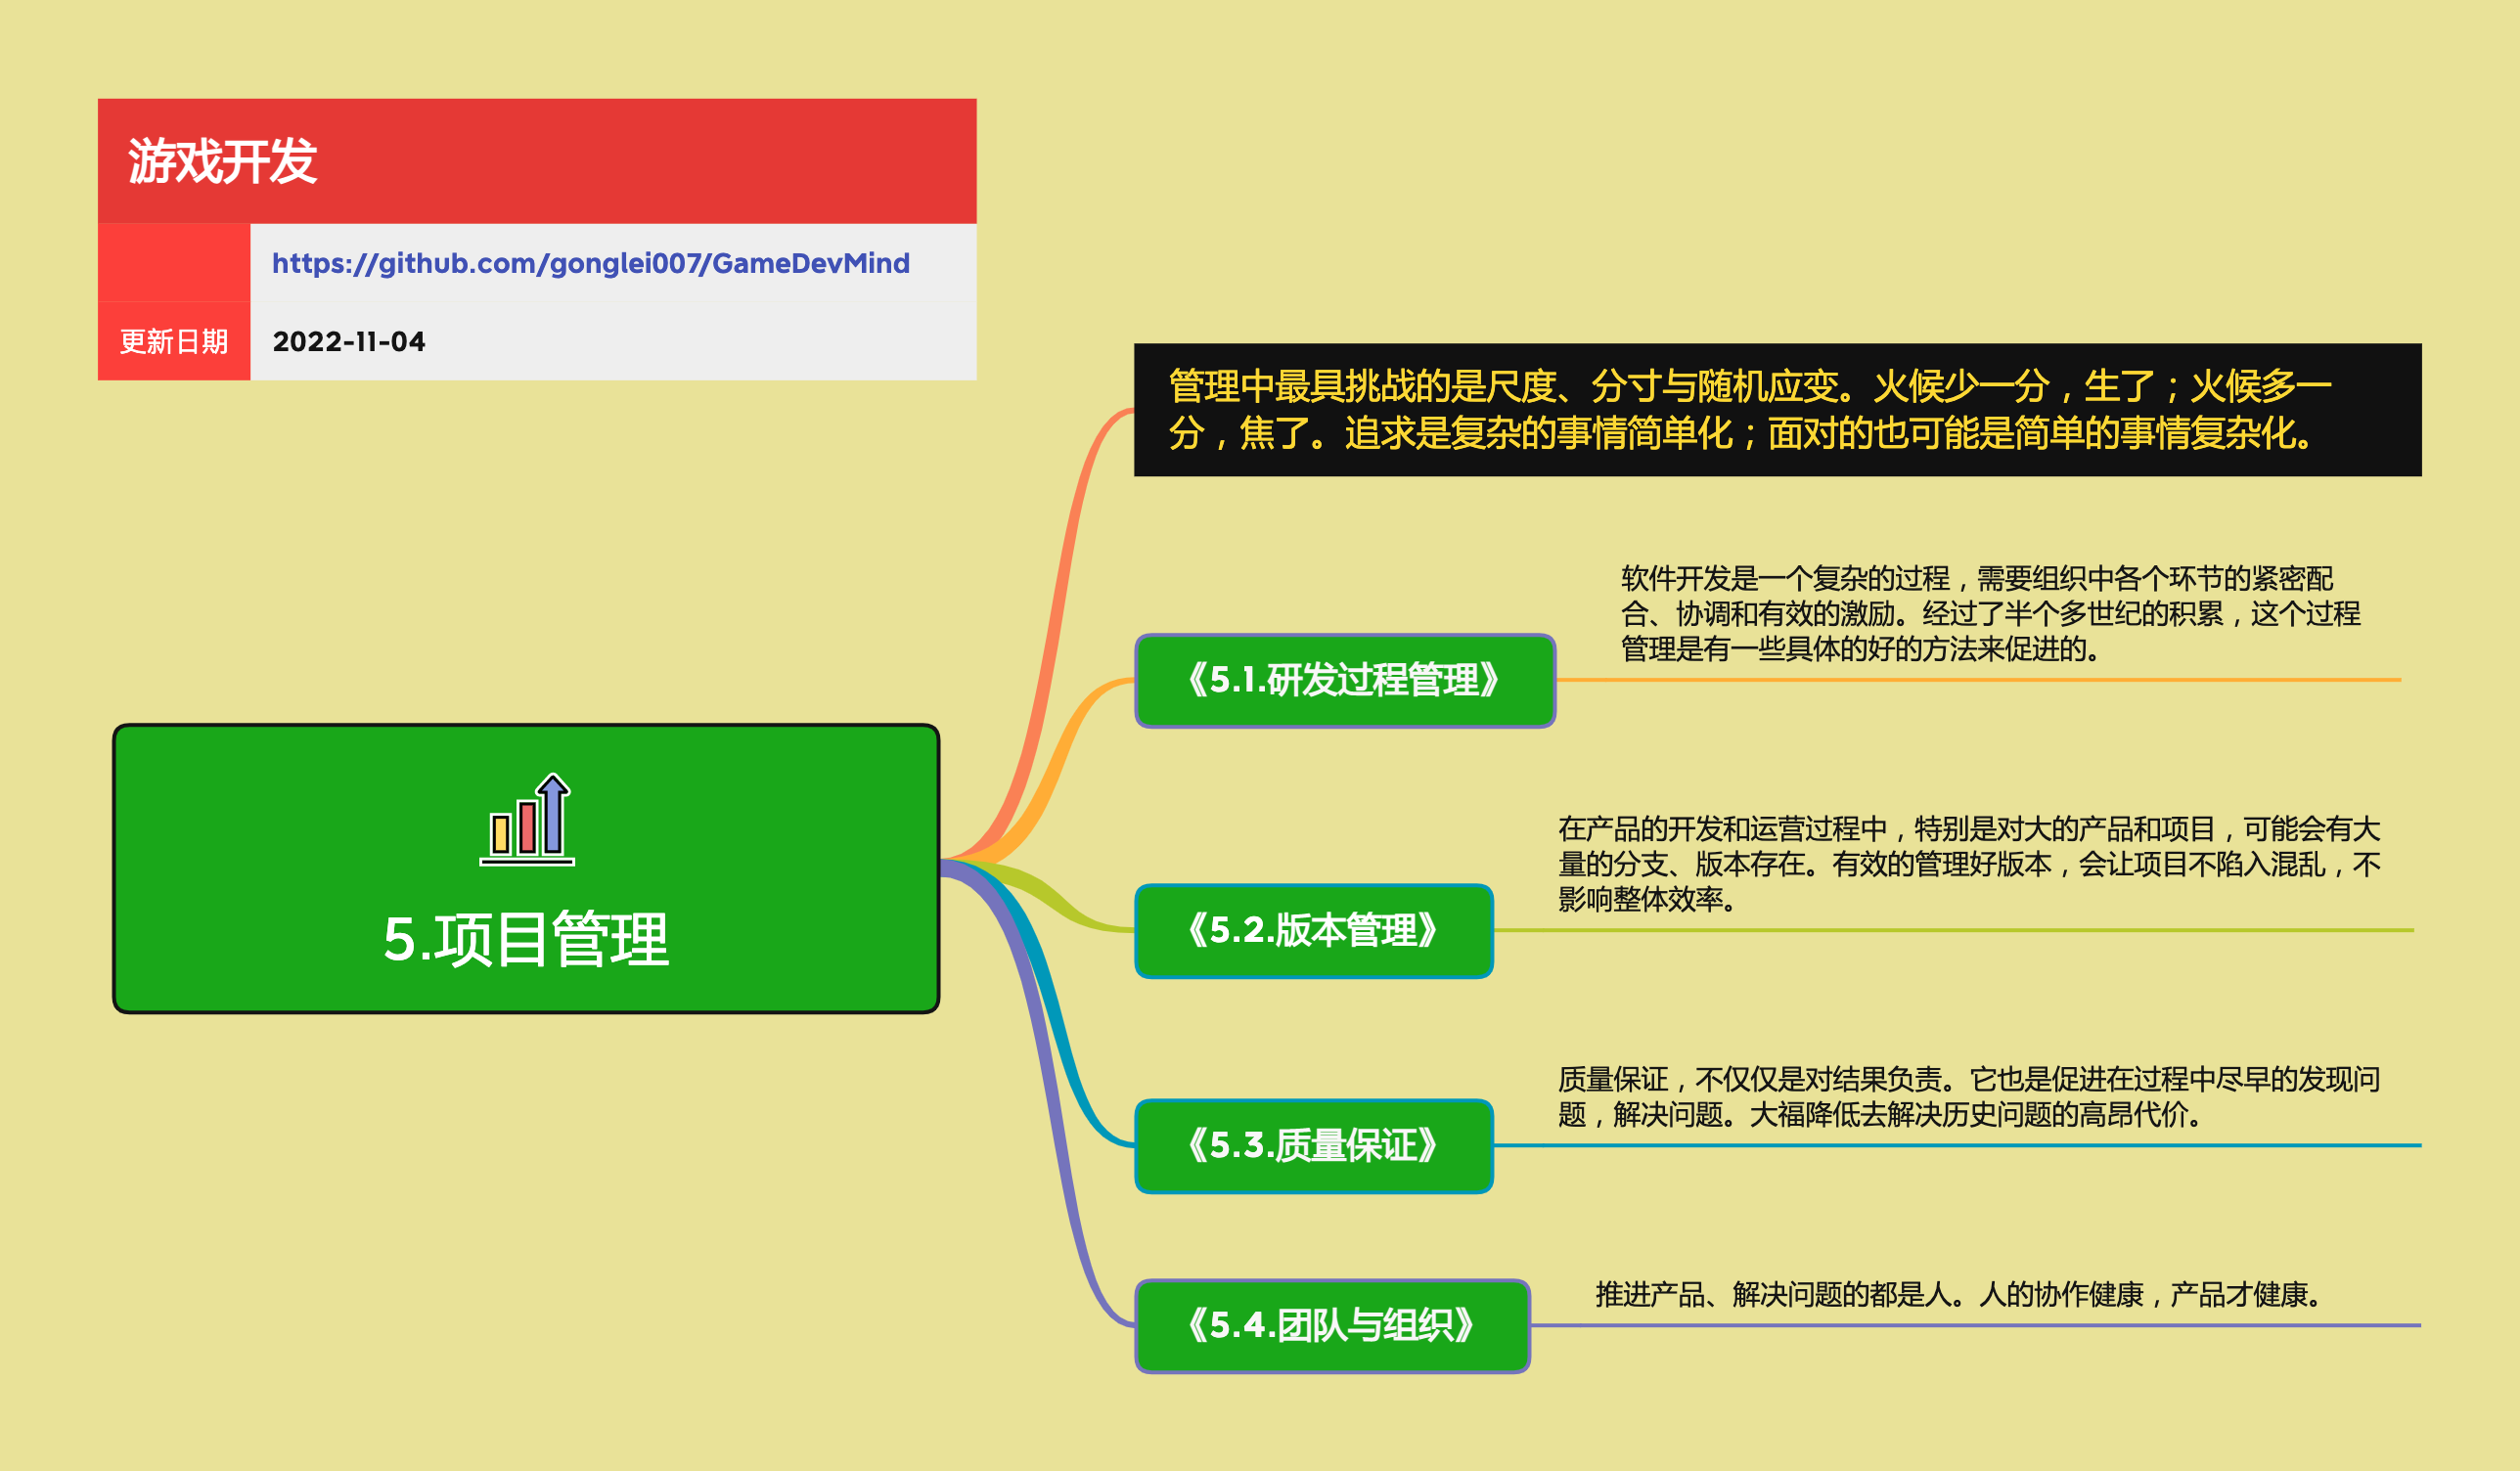 游戏开发
https://github.com/gonglei007/GameDevMind
更新日期
2022-11-04
管理中最具挑战的是尺度、分寸与随机应变。火候少一分，生了；火候多一
分，焦了。追求是复杂的事情简单化；面对的也可能是简单的事情复杂化。
软件开发是一个复杂的过程，需要组织中各个环节的紧密配
合、协调和有效的激励。经过了半个多世纪的积累，这个过程
管理是有一些具体的好的方法来促进的。
《5.1.研发过程管理》
5.项目管理
在产品的开发和运营过程中，特别是对大的产品和项目，可能会有大
量的分支、版本存在。有效的管理好版本，会让项目不陷入混乱，不
影响整体效率。
《5.2.版本管理》
质量保证，不仅仅是对结果负责。它也是促进在过程中尽早的发现问
题，解决问题。大福降低去解决历史问题的高昂代价。
《5.3.质量保证》
推进产品、解决问题的都是人。人的协作健康，产品才健康。
《5.4.团队与组织》